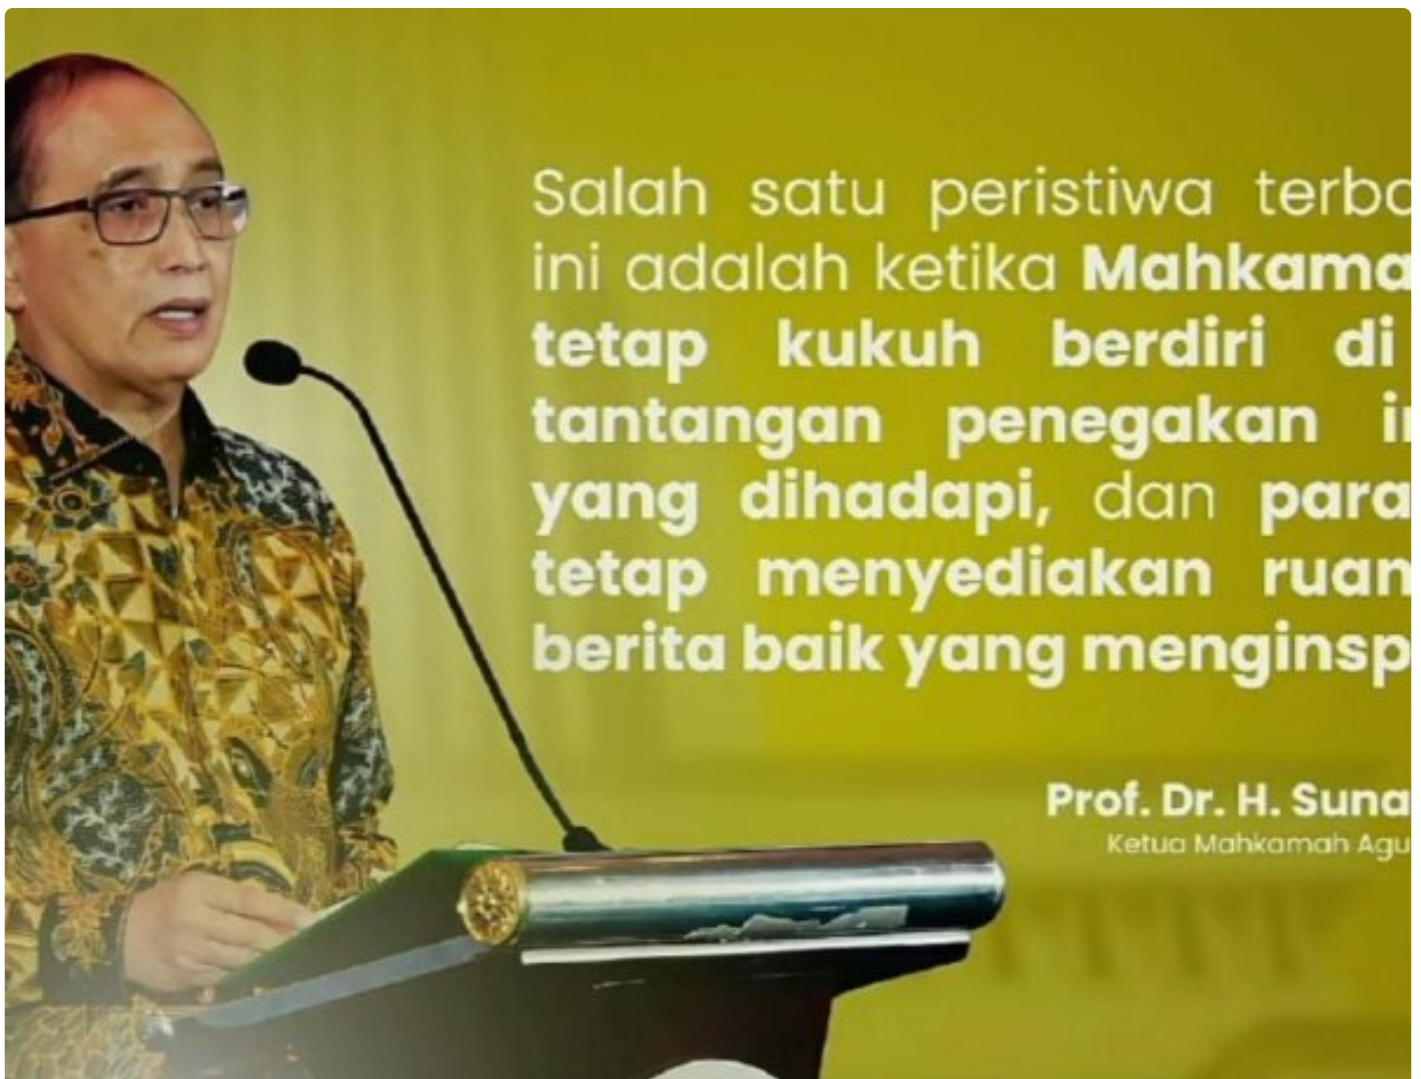 Salah satu peristiwa terba
ini adalah ketika Mahkama
tetap kukuh berdiri di
tantangan penegakan in
yang dihadapi, dan para
tetap menyediakan ruan
berita baik yang menginsp
Prof. Dr. H. Suna
Ketua Mahkamah Agu